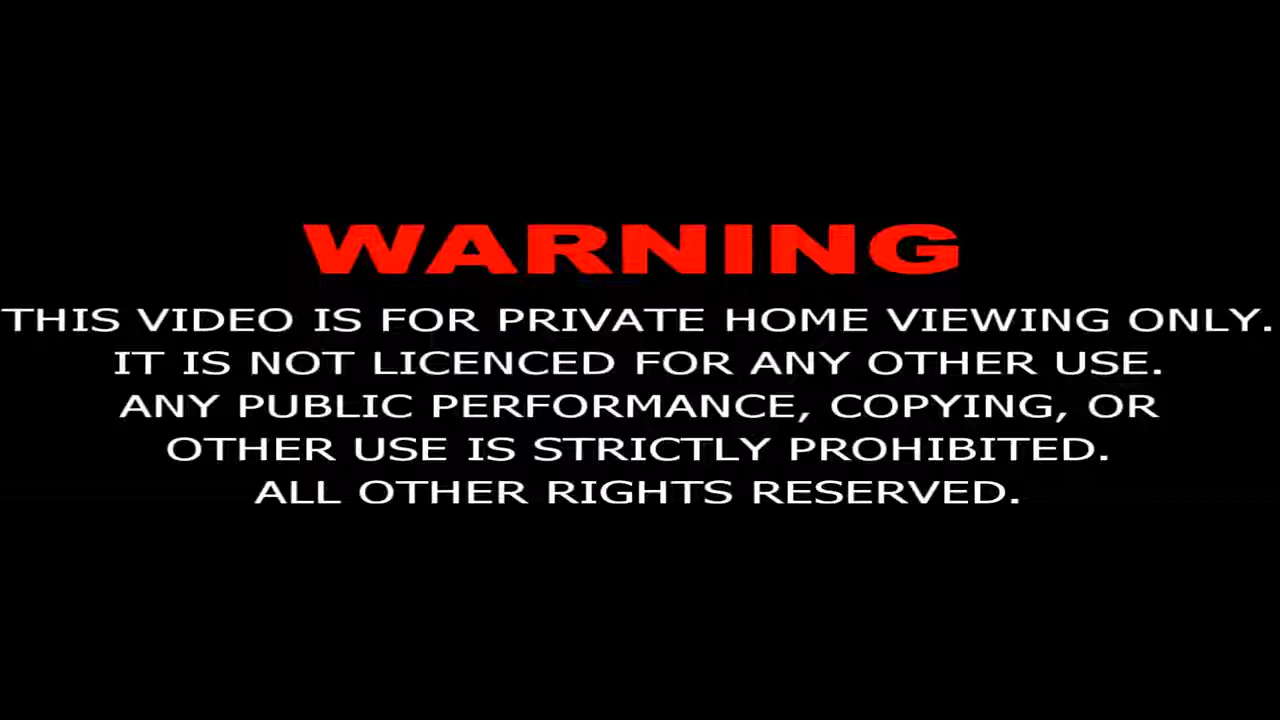 WARNING
THIS VIDEO IS FOR PRIVATE HOME VIEWING ONLY.
IT IS NOT LICENCED FOR ANY OTHER USE.
ANY PUBLIC PERFORMANCE, COPYING, OR
OTHER USE IS STRICTLY PROHIBITED.
ALL OTHER RIGHTS RESERVED.